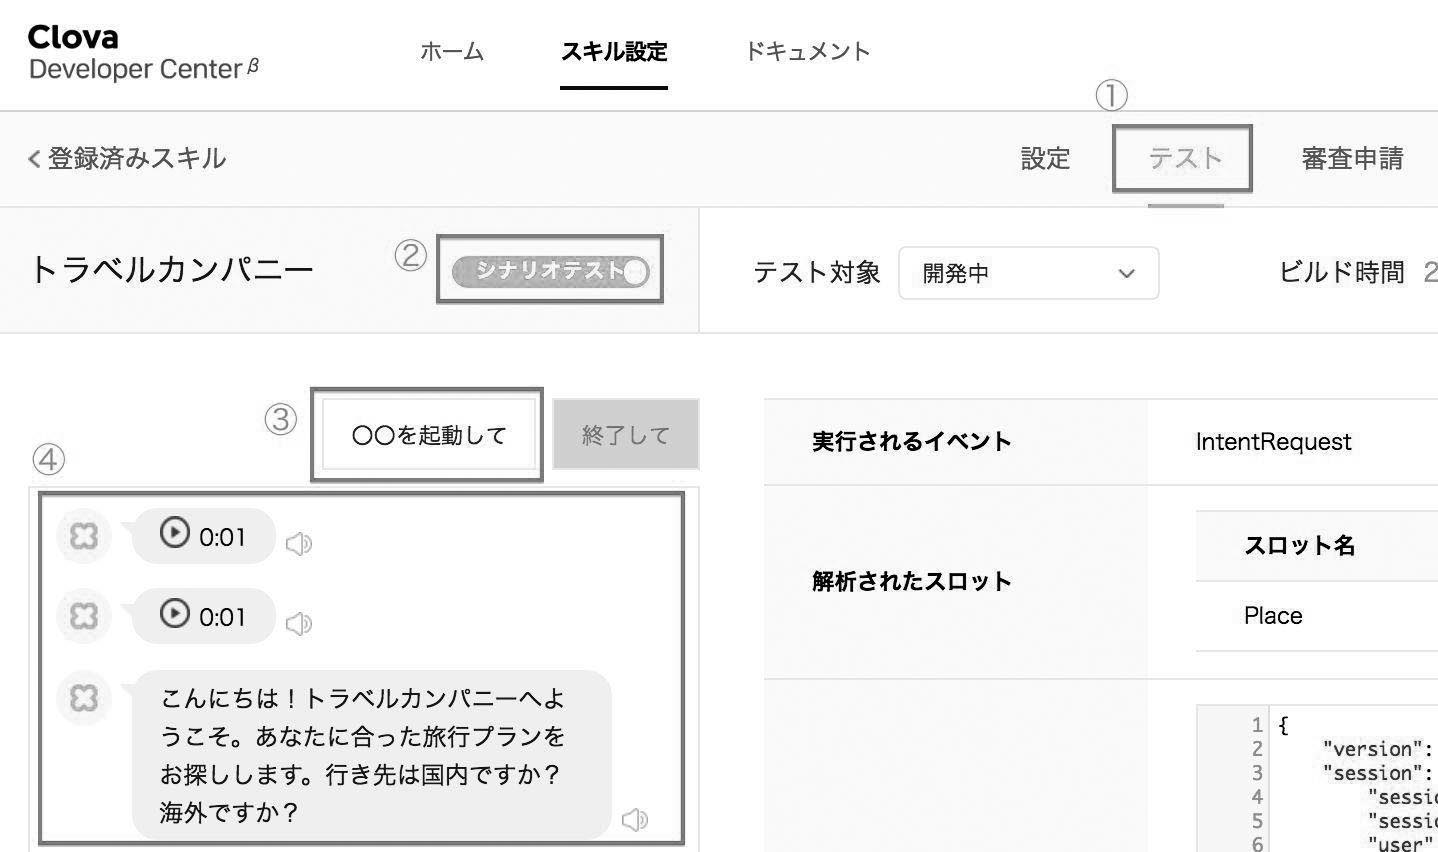 Clova
Developer Center β
ホーム
スキル設定
ドキュメント
①
< 登録済みスキル
設定
テスト
審査申請
トラベルカンパニー
②
シナリオテスト
テスト対象
開発中
ビルド時間 2
③
〇〇を起動して
終了して
④
0:01
0:01
こんにちは！トラベルカンパニーへよ
うこそ。あなたに合った旅行プランを
お探しします。行き先は国内ですか？
海外ですか？
実行されるイベント
IntentRequest
解析されたスロット
スロット名
Place
1 {
2 "version":
3 "session":
4 "sessi
5 "sessi
6 "user"